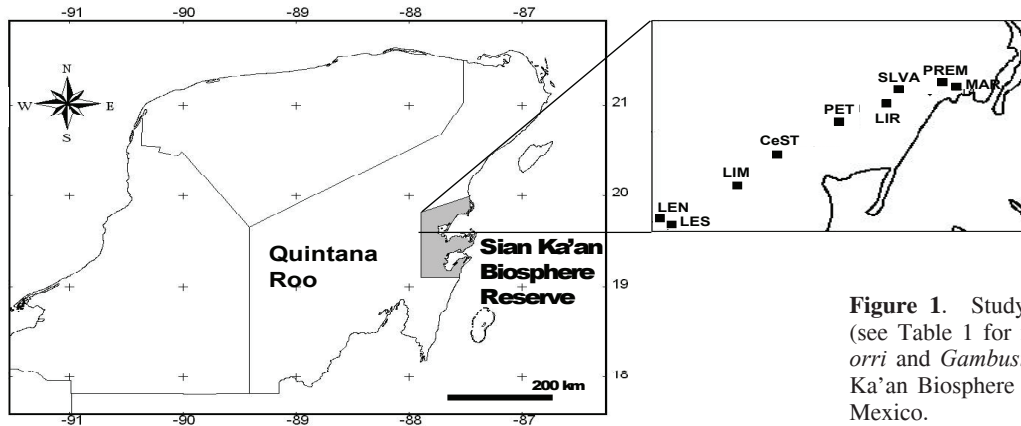 -91 -90 -89 -88 -87
N
W E
S
21
20
19
16
Quintana
Roo
Sian Ka'an
Biosphere
Reserve
200 km
-91 -90 -89 -88 -87
SLVA PREM
MAR
LIR
PET
CeST
LIM
LEN
LES
Figure 1. Study
(see Table 1 for
orri and Gambus
Ka'an Biosphere
Mexico.